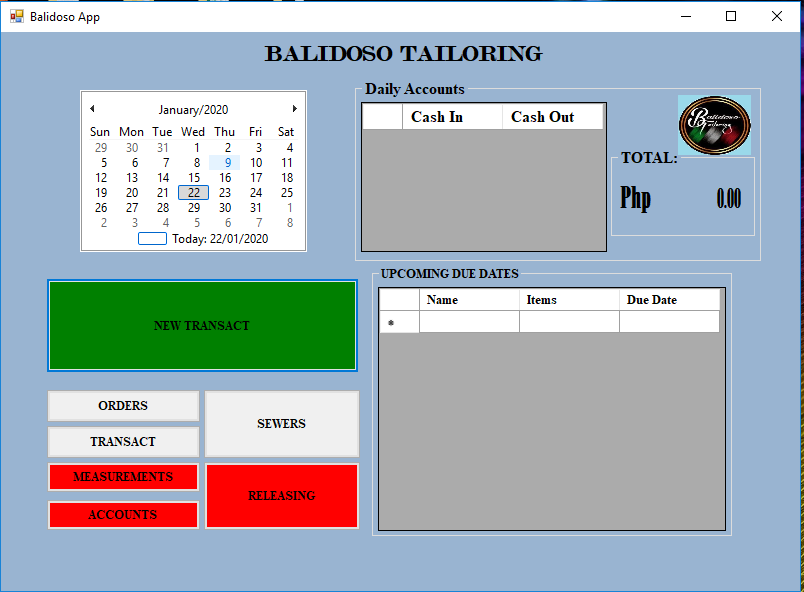 Balidoso App
BALIDOSO TAILORING
January/2020
Sun Mon Tue Wed Thu Fri Sat
29 30 31 1 2 3 4
5 6 7 8 9 10 11
12 13 14 15 16 17 18
19 20 21 22 23 24 25
26 27 28 29 30 31 1
2 3 4 5 6 7 8
Today: 22/01/2020
Daily Accounts
Cash In Cash Out
Balidoso
Tailoring
TOTAL:
Php 0.00
NEW TRANSACT
ORDERS
TRANSACT
MEASUREMENTS
ACCOUNTS
SEWERS
RELEASING
UPCOMING DUE DATES
Name Items Due Date